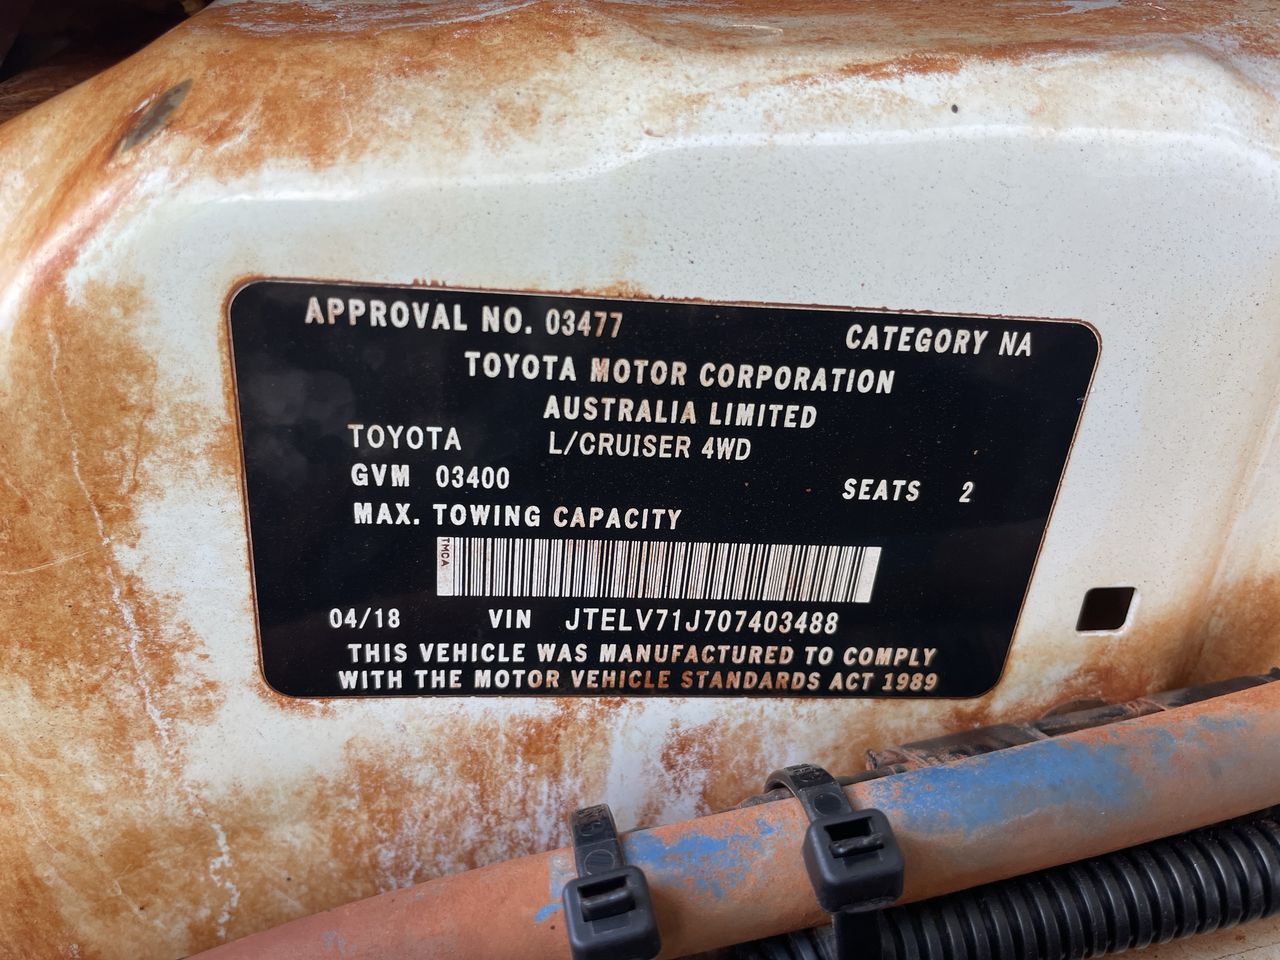 APPROVAL NO. 03477 CATEGORY NA
TOYOTA MOTOR CORPORATION
AUSTRALIA LIMITED
TOYOTA L/CRUISER 4WD
GVM 03400 SEATS 2
MAX. TOWING CAPACITY
TMCA
04/18 VIN JTELV71J707403488
THIS VEHICLE WAS MANUFACTURED TO COMPLY
WITH THE MOTOR VEHICLE STANDARDS ACT 1989